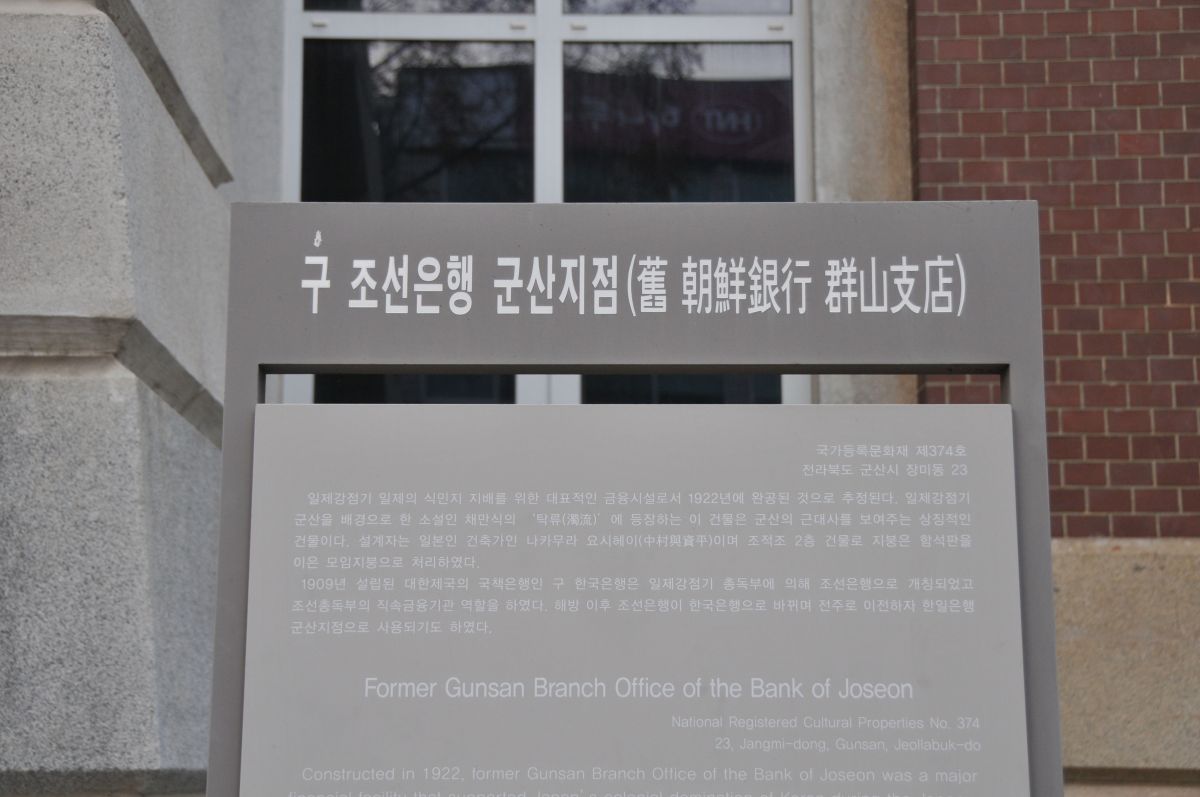 구 조선은행 군산지점(舊 朝鮮銀行 群山支店)
국가등록문화재 제374호
전라북도 군산시 장미동 23
일제강점기 일제의 식민지 지배를 위한 대표적인 금융시설로서 1922년에 완공된 것으로 추정된다. 일제강점기
군산을 배경으로 한 소설인 채만식의 ‘탁류(濁流)’에 등장하는 이 건물은 군산의 근대사를 보여주는 상징적인
건물이다. 설계자는 일본인 건축가인 나카무라 요시헤이(中村與資平)이며 조적조 2층 건물로 지붕은 함석판을
이은 모임지붕으로 처리하였다.
1909년 설립된 대한제국의 국책은행인 구 한국은행은 일제강점기 총독부에 의해 조선은행으로 개칭되었고
조선총독부의 직속금융기관 역할을 하였다. 해방 이후 조선은행이 한국은행으로 바뀌며 전주로 이전하자 한일은행
군산지점으로 사용되기도 하였다.
Former Gunsan Branch Office of the Bank of Joseon
National Registered Cultural Properties No. 374
23, Jangmi-dong, Gunsan, Jeollabuk-do
Constructed in 1922, former Gunsan Branch Office of the Bank of Joseon was a major
financial facility that supported Japan's colonial domination of Korea during the